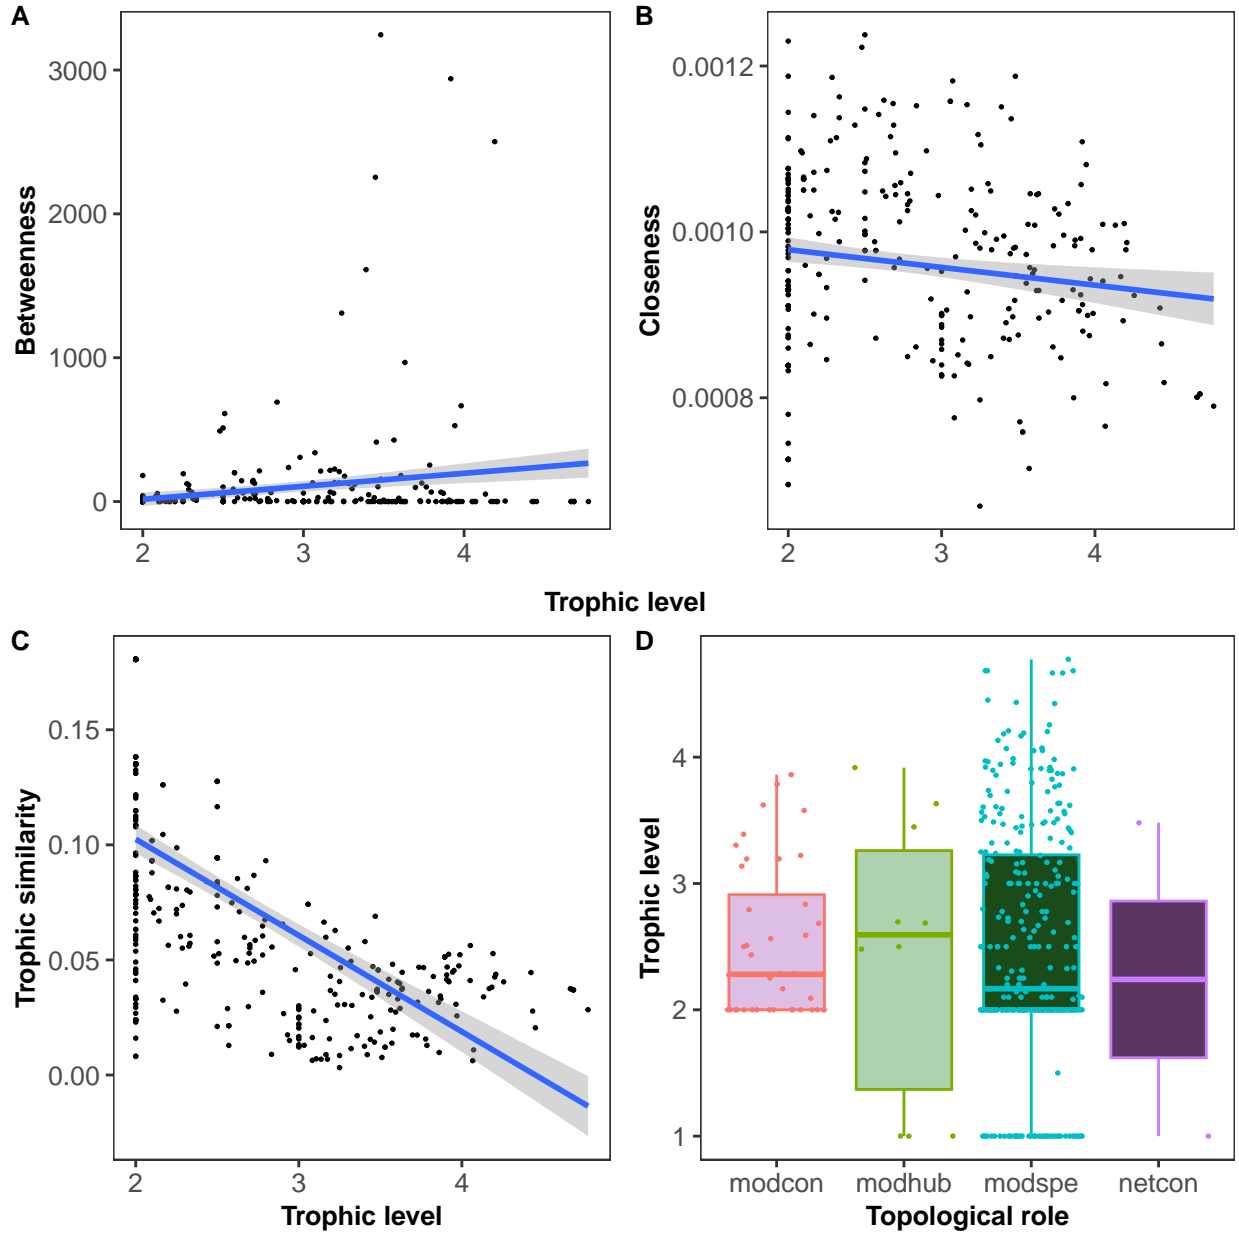 A
Betweenness
3000
2000
1000
0
2 3 4
B
Closeness
0.0012
0.0010
0.0008
2 3 4
Trophic level
C
Trophic similarity
0.15
0.10
0.05
0.00
2 3 4
Trophic level
D
Trophic level
4
3
2
1
modcon modhub modspe netcon
Topological role